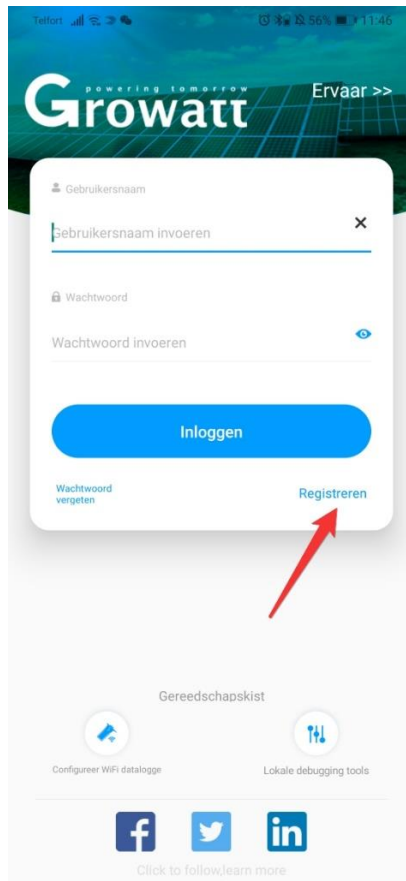 Telfort 56% 11:46
powering tomorrow
Growatt
Ervaar >>
Gebruikersnaam
Gebruikersnaam invoeren
Wachtwoord
Wachtwoord invoeren
Inloggen
Wachtwoord
vergeten
Registreren
Gereedschapskist
Configureer WiFi datalogge
Lokale debugging tools
Click to follow,learn more